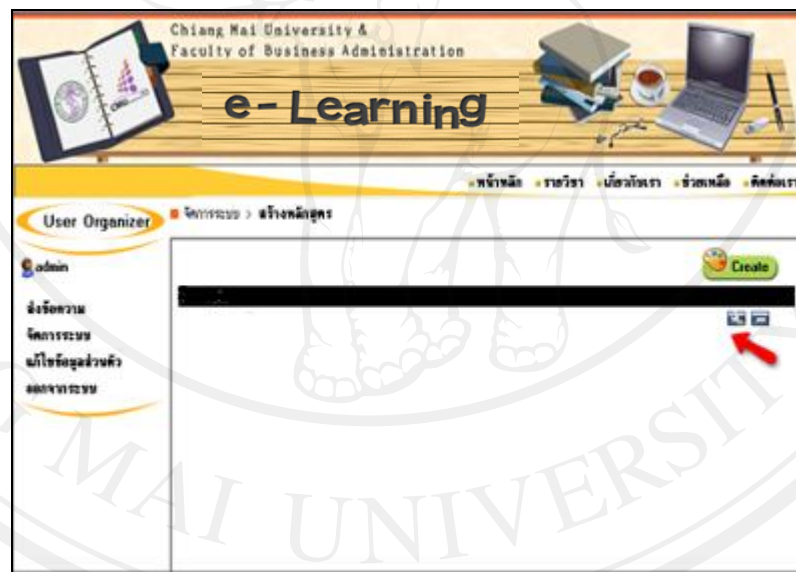 Chiang Mai University &
Faculty of Business Administration
e-Learning
หน้าหลัก รายวิชา เกี่ยวกับเรา ช่วยเหลือ ติดต่อเรา
User Organizer
จัดการระบบ > สร้างหลักสูตร
admin
Create
ส่งข้อความ
จัดการระบบ
แก้ไขข้อมูลส่วนตัว
ออกจากระบบ
MAI UNIVERSITY